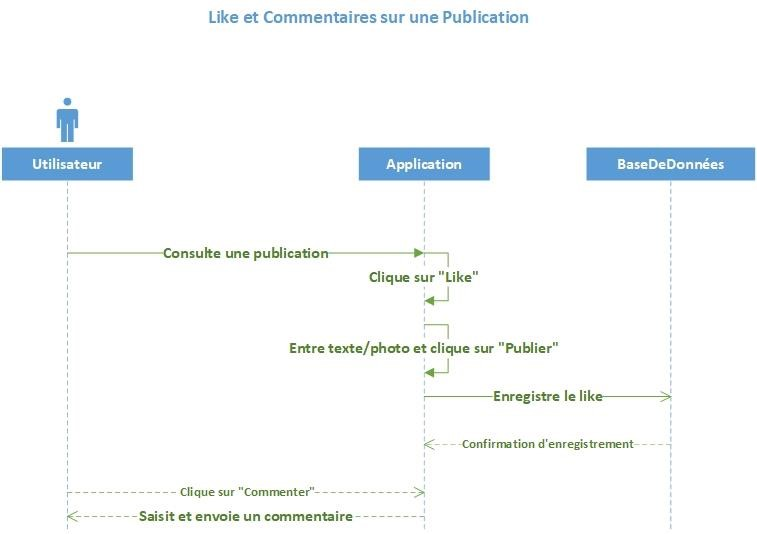 Like et Commentaires sur une Publication
Utilisateur
Application
BaseDeDonnées
Consulte une publication
Clique sur "Like"
Entre texte/photo et clique sur "Publier"
Enregistre le like
Confirmation d'enregistrement
Clique sur "Commenter"
Saisit et envoie un commentaire